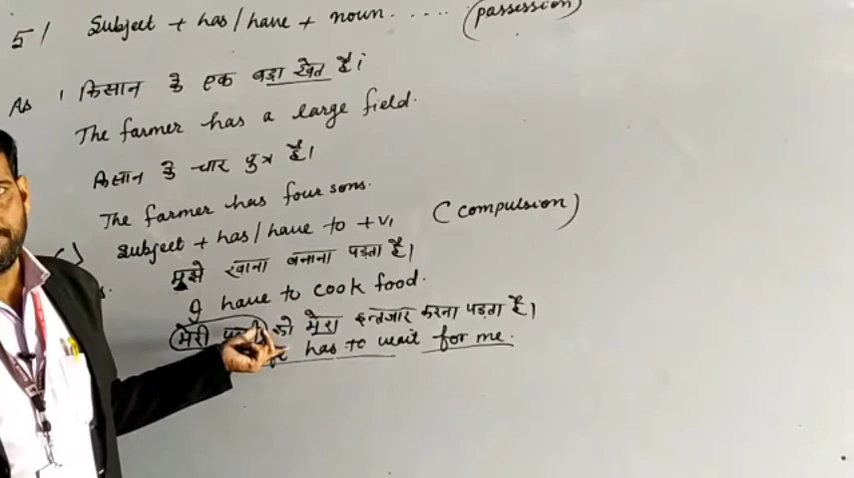 5/ Subject + has/have + noun..... (passession)
As 1 किसान के एक बड़ा खेत है।
The farmer has a large field.
किसान के चार पुत्र है।
The farmer has four sons.
Subject + has/have to + V₁ (compulsion)
मुझे खाना बनाना पड़ता है।
I have to cook food.
मेरी को मेरा इन्तजार करना पड़ता है।
has to wait for me.